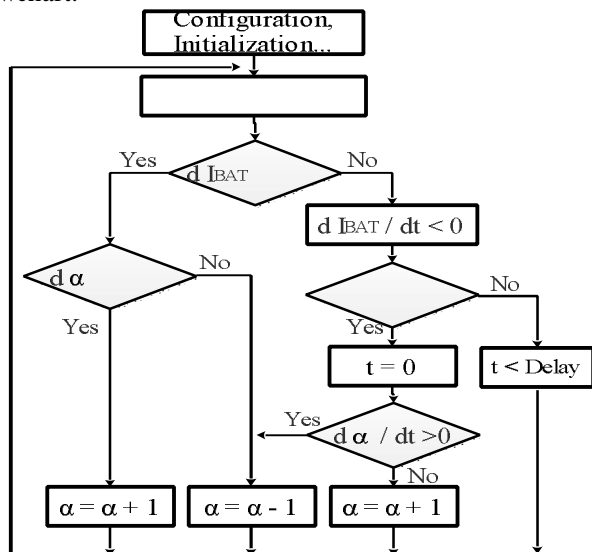 Configuration,
Initialization...
Yes
d IBAT
No
d IBAT / dt < 0
d α
No
Yes
No
Yes
t = 0
t < Delay
Yes
d α / dt >0
No
α = α + 1
α = α - 1
α = α + 1